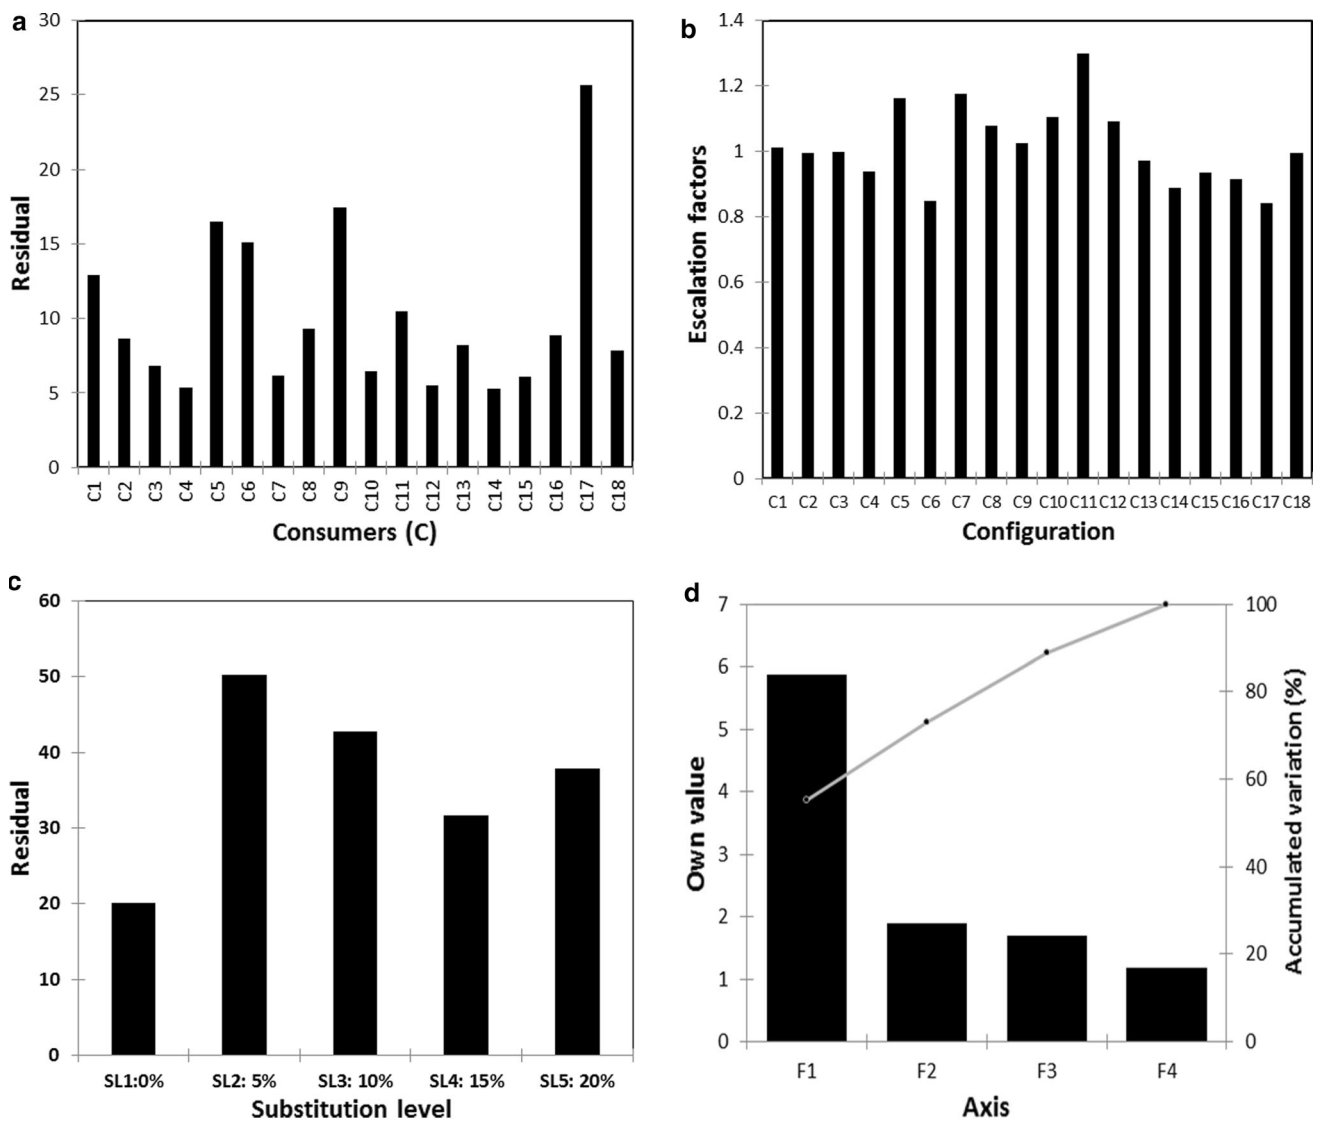 a
30
25
20
15
10
5
0
Residual
C1 C2 C3 C4 C5 C6 C7 C8 C9 C10 C11 C12 C13 C14 C15 C16 C17 C18
Consumers (C)
b
1.4
1.2
1
0.8
0.6
0.4
0.2
0
Escalation factors
C1 C2 C3 C4 C5 C6 C7 C8 C9 C10 C11 C12 C13 C14 C15 C16 C17 C18
Configuration
c
60
50
40
30
20
10
0
Residual
SL1:0% SL2: 5% SL3: 10% SL4: 15% SL5: 20%
Substitution level
d
7
6
5
4
3
2
1
0
Own value
100
80
60
40
20
0
Accumulated variation (%)
F1 F2 F3 F4
Axis